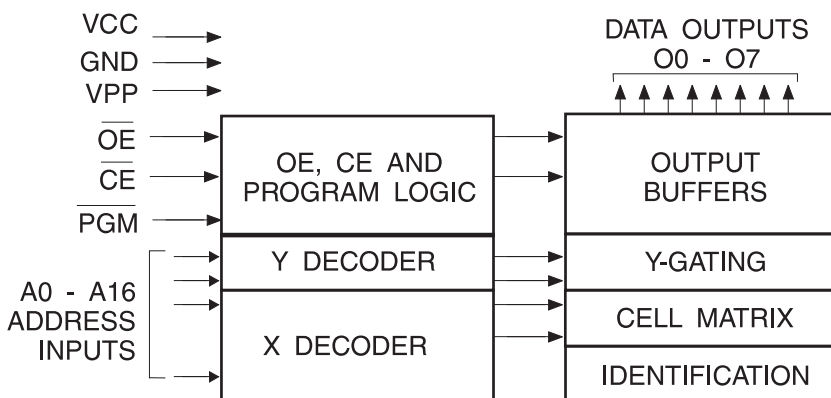 VCC
GND
VPP
OE
CE
PGM
A0 - A16
ADDRESS
INPUTS
OE, CE AND
PROGRAM LOGIC
Y DECODER
X DECODER
DATA OUTPUTS
O0 - O7
OUTPUT
BUFFERS
Y-GATING
CELL MATRIX
IDENTIFICATION